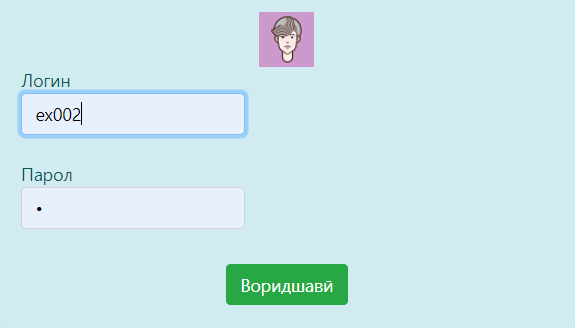 Логин
ex002
Парол
•
Воридшавӣ